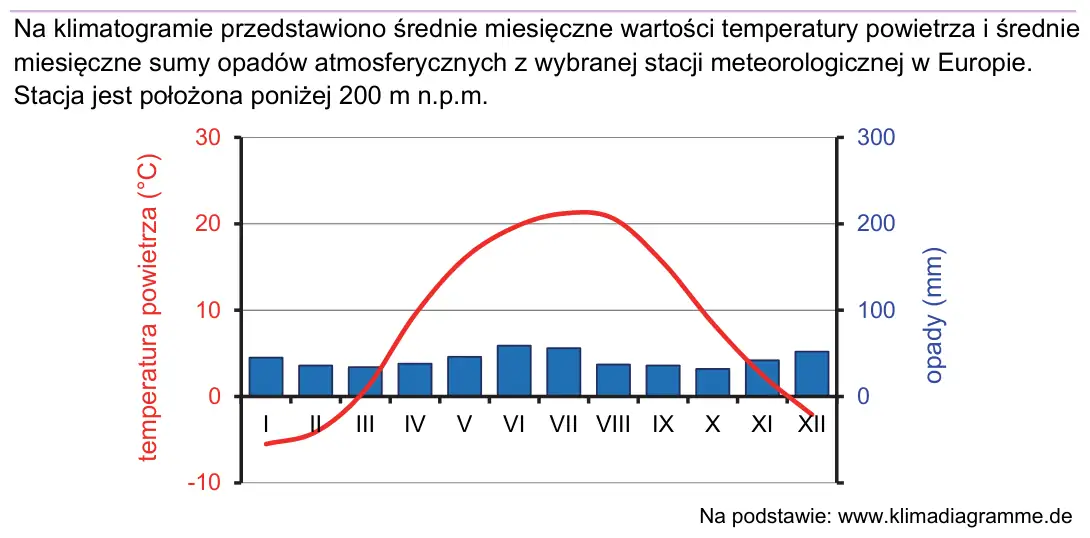 Na klimatogramie przedstawiono średnie miesięczne wartości temperatury powietrza i średnie
miesięczne sumy opadów atmosferycznych z wybranej stacji meteorologicznej w Europie.
Stacja jest położona poniżej 200 m n.p.m.
temperatura powietrza (°C)
30
20
10
0
-10
I II III IV V VI VII VIII IX X XI XII
300
200
100
0
opady (mm)
Na podstawie: www.klimadiagramme.de